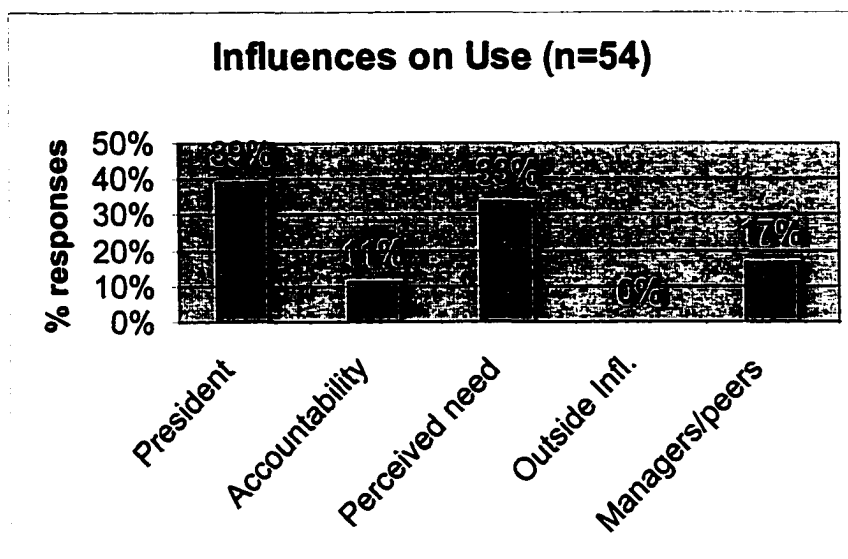 Influences on Use (n=54)
% responses
50%
40%
30%
20%
10%
0%
39%
11%
33%
0%
17%
President
Accountability
Perceived need
Outside Infl.
Managers/peers